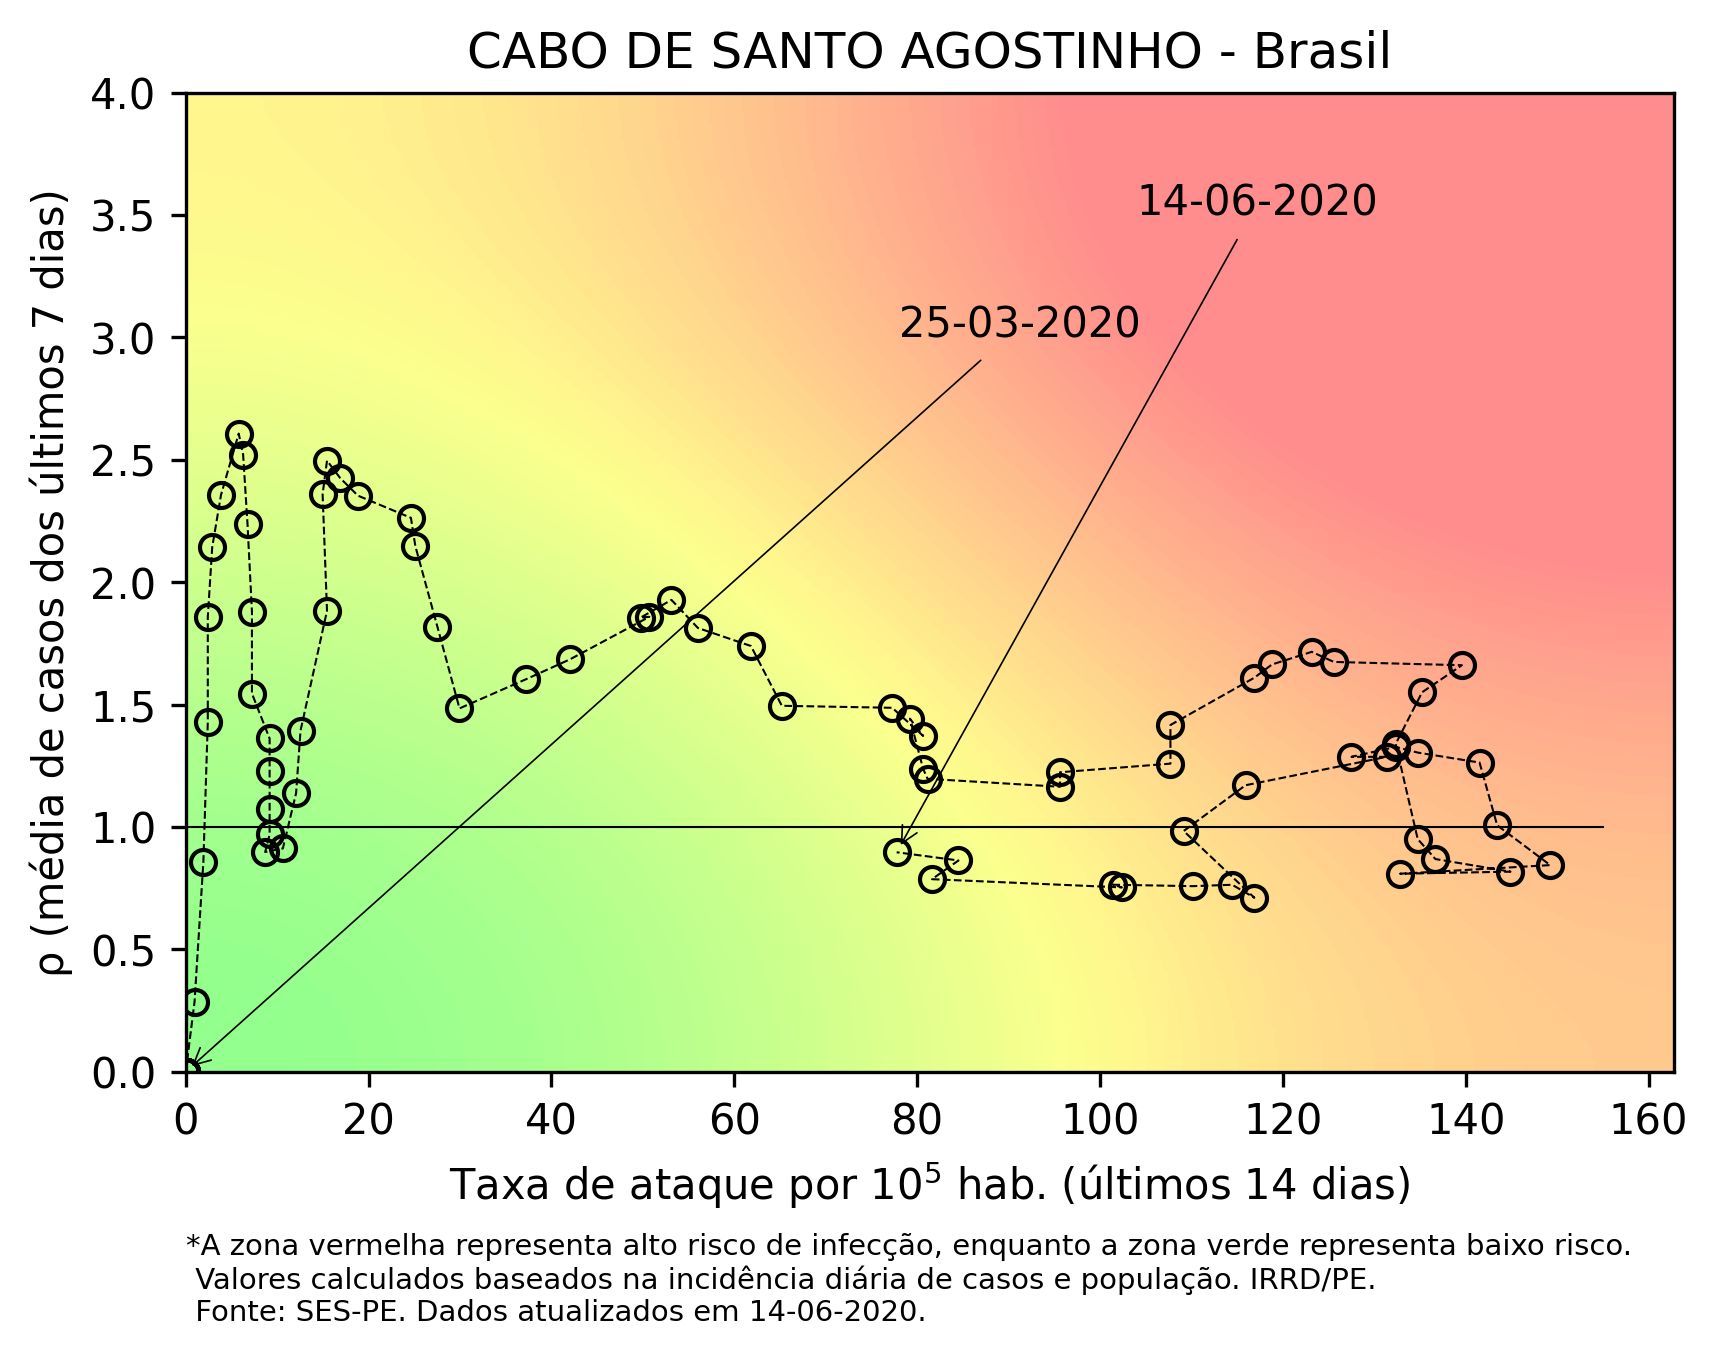 CABO DE SANTO AGOSTINHO - Brasil
4.0
3.5
3.0
2.5
2.0
1.5
1.0
0.5
0.0
ρ (média de casos dos últimos 7 dias)
14-06-2020
25-03-2020
0 20 40 60 80 100 120 140 160
Taxa de ataque por 10⁵ hab. (últimos 14 dias)
*A zona vermelha representa alto risco de infecção, enquanto a zona verde representa baixo risco.
Valores calculados baseados na incidência diária de casos e população. IRRD/PE.
Fonte: SES-PE. Dados atualizados em 14-06-2020.